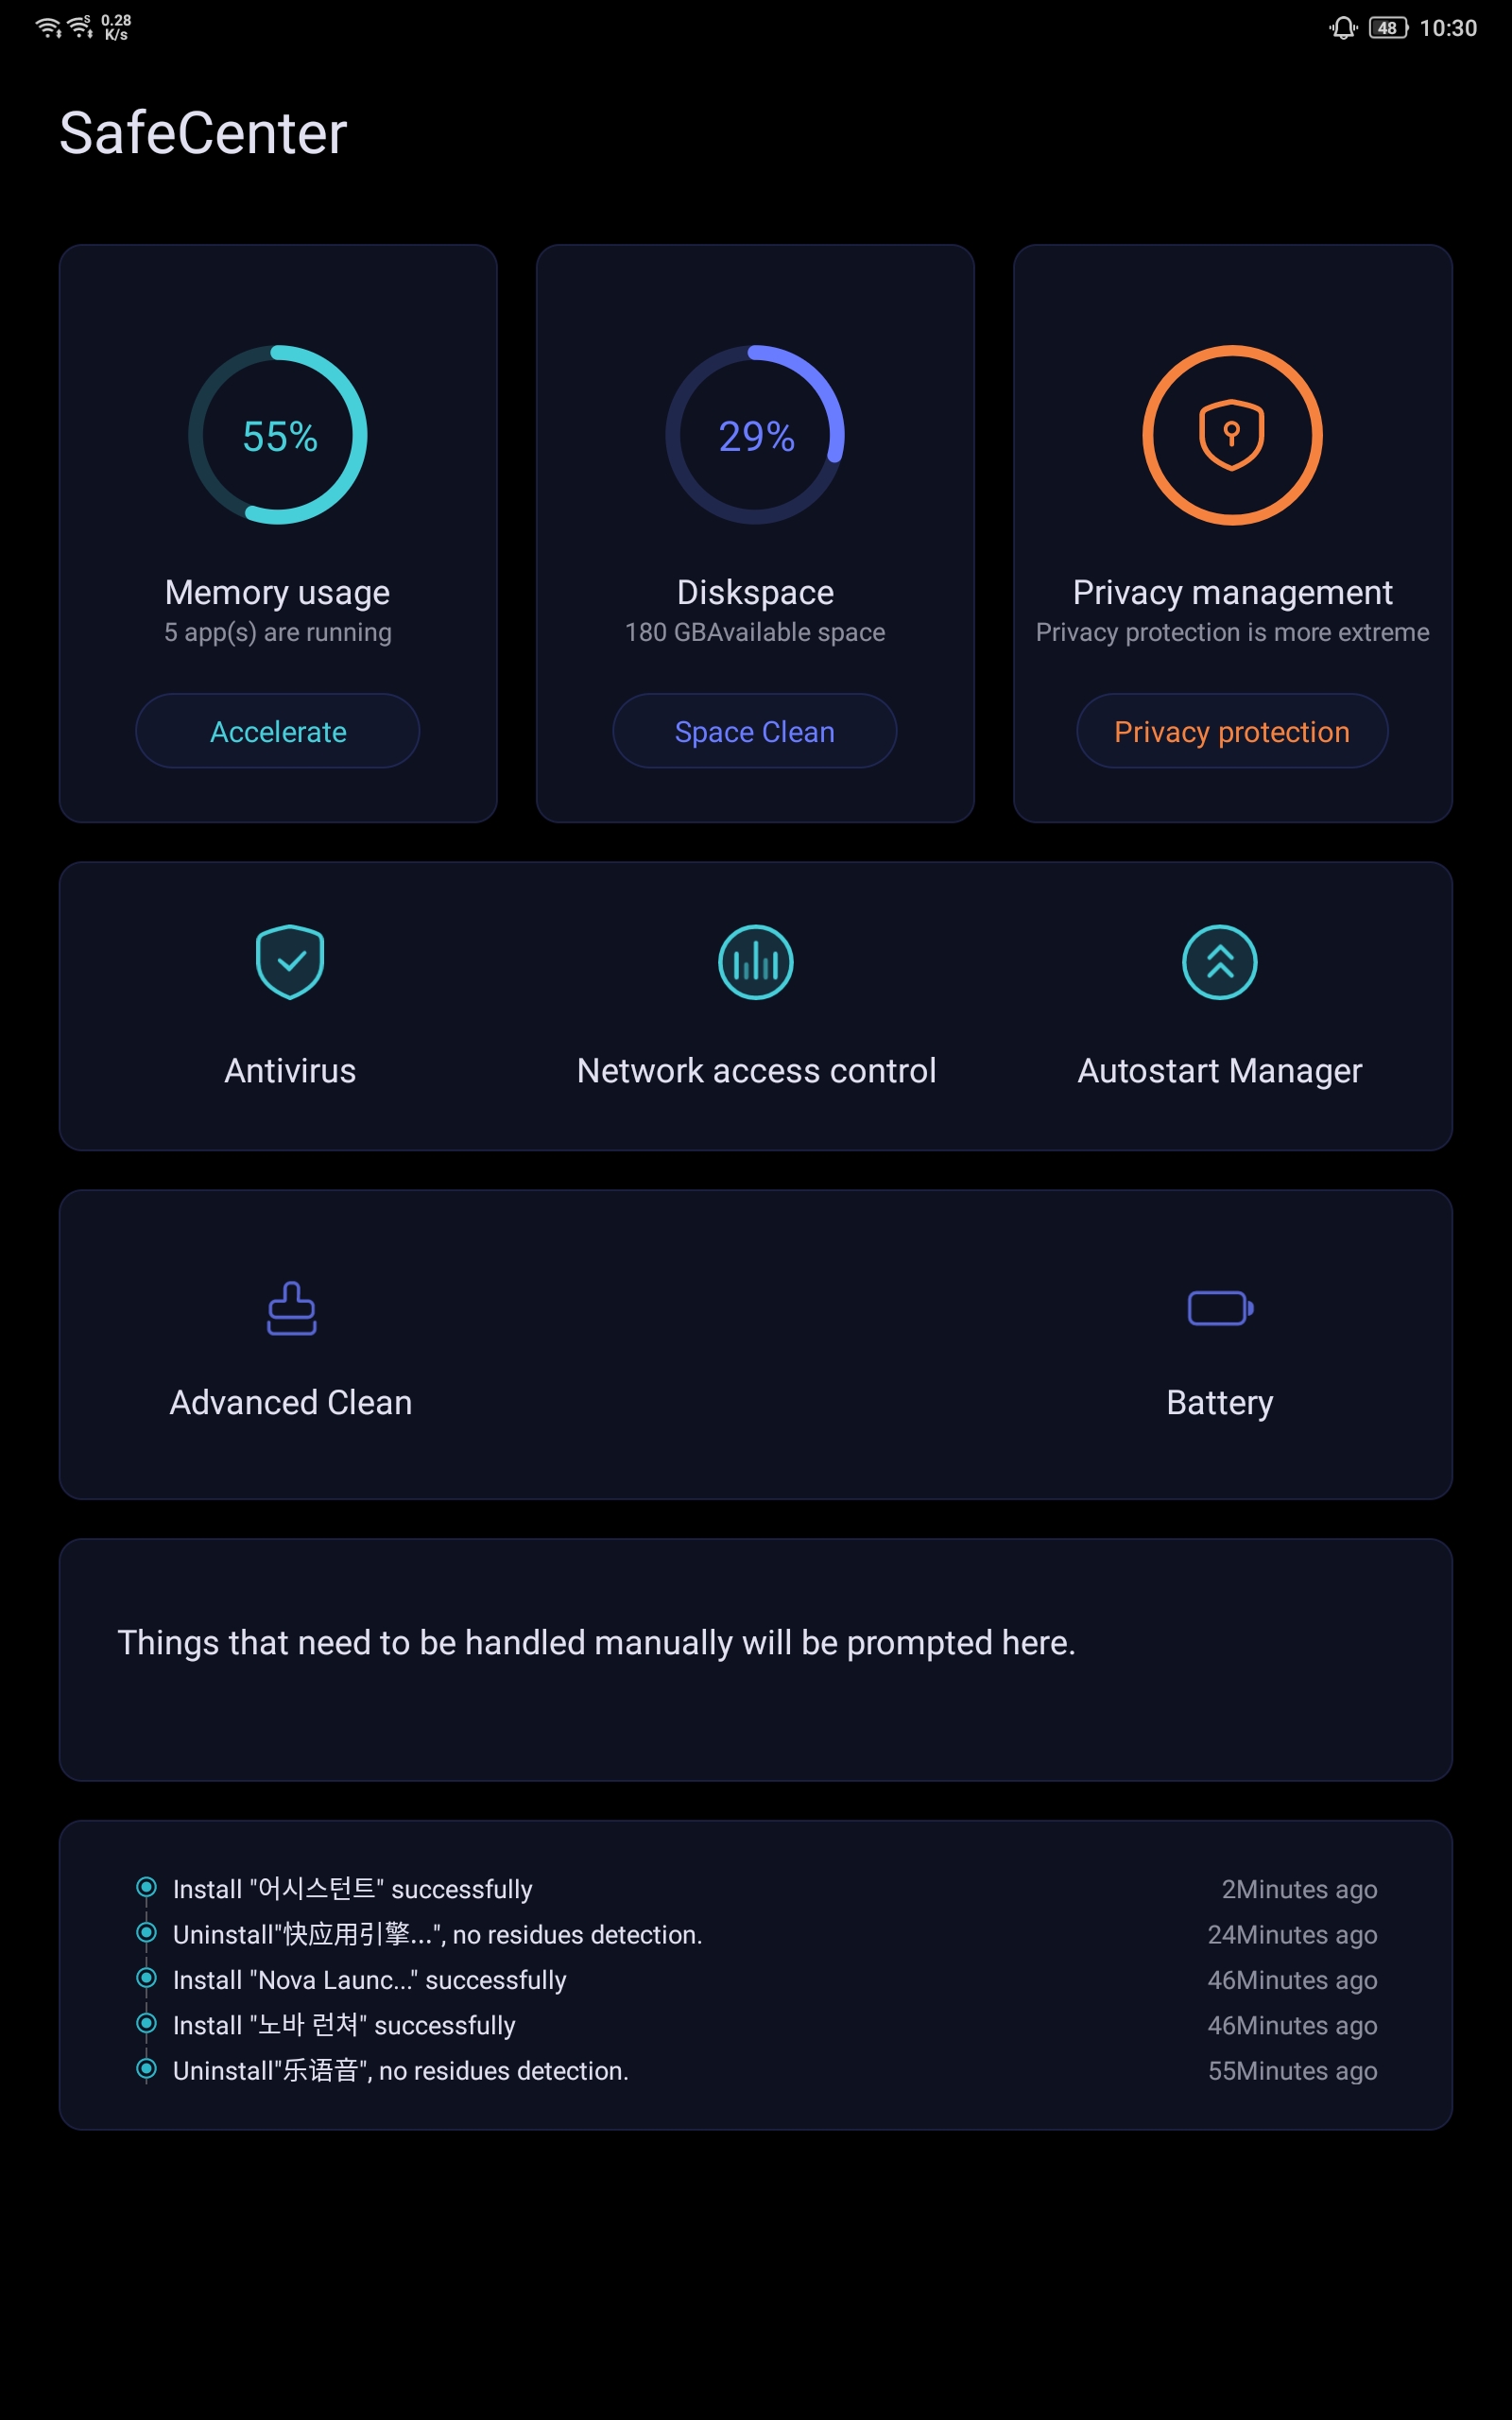 S 0.28
K/s
48 10:30
SafeCenter
55%
29%
Memory usage
5 app(s) are running
Accelerate
Diskspace
180 GBAvailable space
Space Clean
Privacy management
Privacy protection is more extreme
Privacy protection
Antivirus
Network access control
Autostart Manager
Advanced Clean
Battery
Things that need to be handled manually will be prompted here.
Install "어시스턴트" successfully 2Minutes ago
Uninstall"快应用引擎...", no residues detection. 24Minutes ago
Install "Nova Launc..." successfully 46Minutes ago
Install "노바 런쳐" successfully 46Minutes ago
Uninstall"乐语音", no residues detection. 55Minutes ago